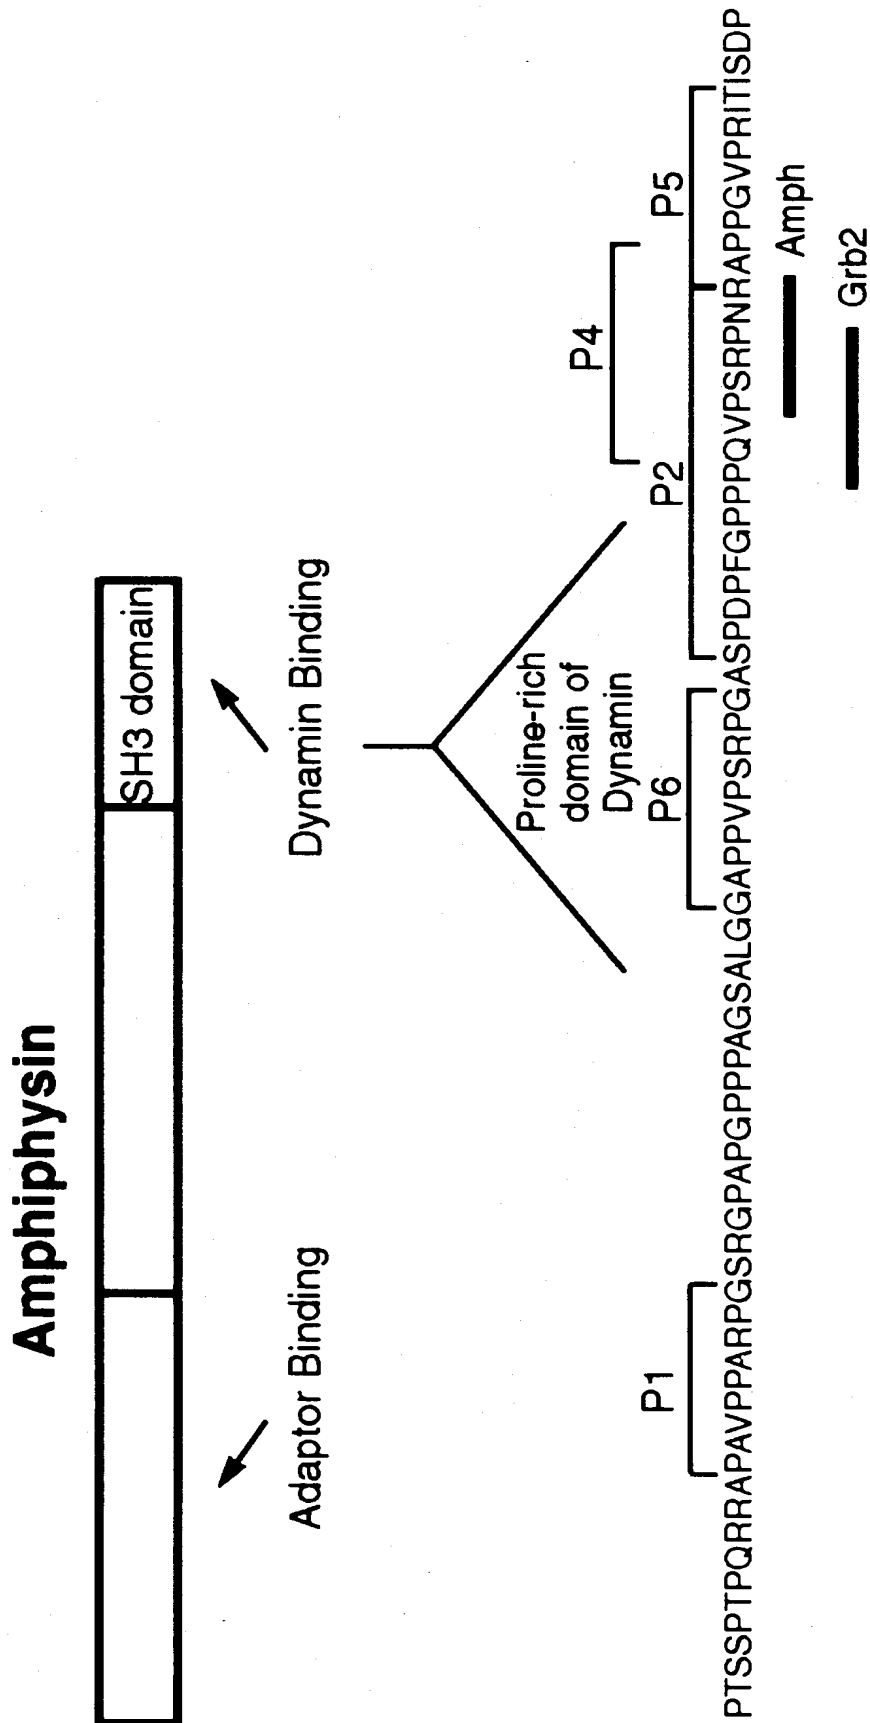 Amphiphysin
SH3 domain
Adaptor Binding
Dynamin Binding
Proline-rich
domain of
Dynamin
P4
P1
P6
P2
P5
PTSSPTPQRRAPAVPPARPGSRGPAPGPPPAGSALGGAPPVPSRPGASPDPFGPPPQVPSRPNRAPPGVPRITISDP
Amph
Grb2